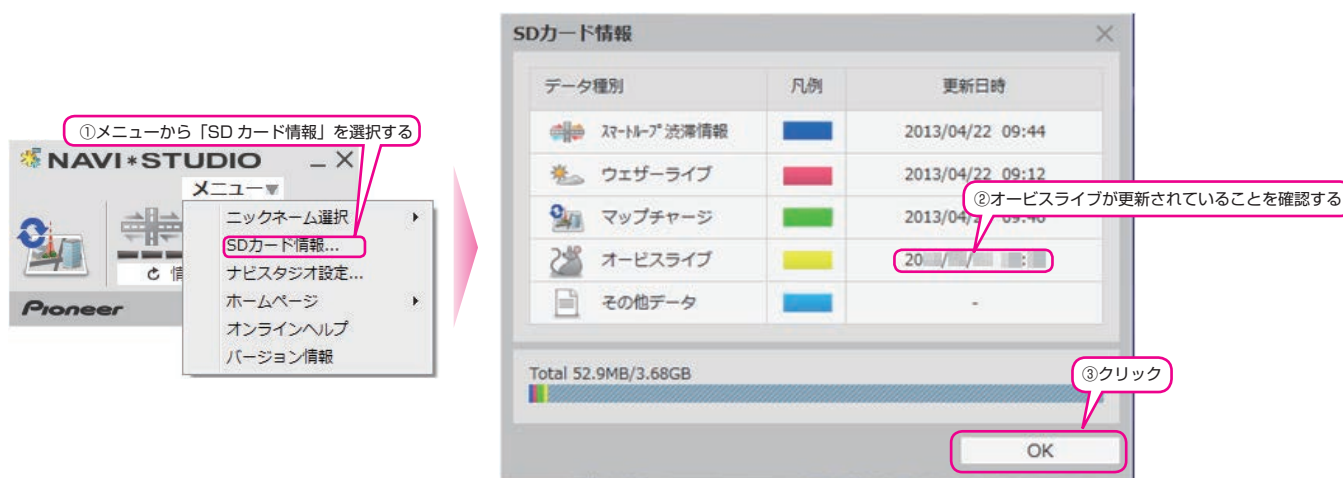 ①メニューから「SD カード情報」を選択する
NAVI*STUDIO
メニュー▼
ニックネーム選択
SDカード情報...
ナビスタジオ設定...
ホームページ
オンラインヘルプ
バージョン情報
情
Pioneer
SDカード情報
データ種別 凡例 更新日時
スマートループ渋滞情報 2013/04/22 09:44
ウェザーライブ 2013/04/22 09:12
②オービスライブが更新されていることを確認する
マップチャージ 2013/04/
オービスライブ 20 / / :
その他データ -
Total 52.9MB/3.68GB
③クリック
OK